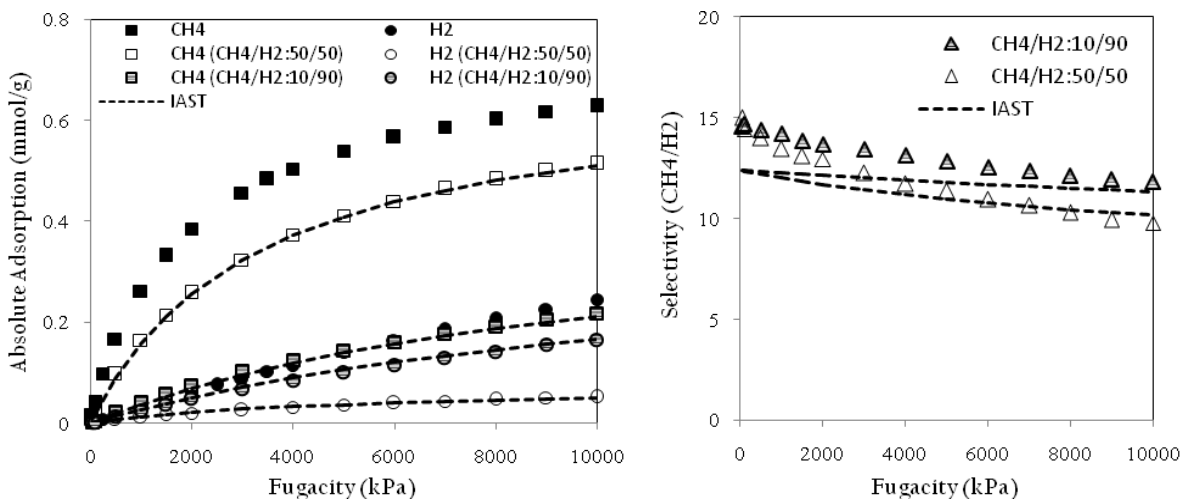 CH4
H2
CH4 (CH4/H2:50/50)
H2 (CH4/H2:50/50)
CH4 (CH4/H2:10/90)
H2 (CH4/H2:10/90)
IAST
Absolute Adsorption (mmol/g)
0.8
0.6
0.4
0.2
0
0
2000
4000
6000
8000
10000
Fugacity (kPa)
CH4/H2:10/90
CH4/H2:50/50
IAST
Selectivity (CH4/H2)
20
15
10
5
0
0
2000
4000
6000
8000
10000
Fugacity (kPa)